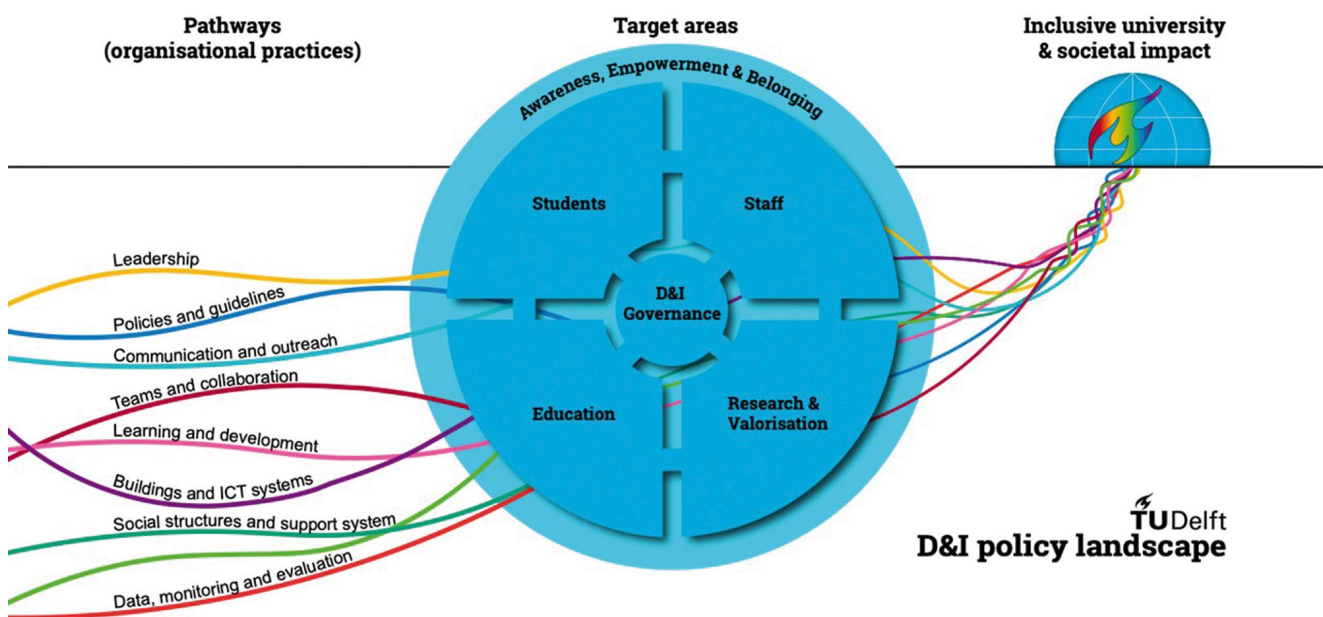 Pathways
(organisational practices)
Target areas
Inclusive university
& societal impact
Awareness, Empowerment & Belonging
Students
Staff
D&I
Governance
Education
Research &
Valorisation
Leadership
Policies and guidelines
Communication and outreach
Teams and collaboration
Learning and development
Buildings and ICT systems
Social structures and support system
Data, monitoring and evaluation
TU Delft
D&I policy landscape